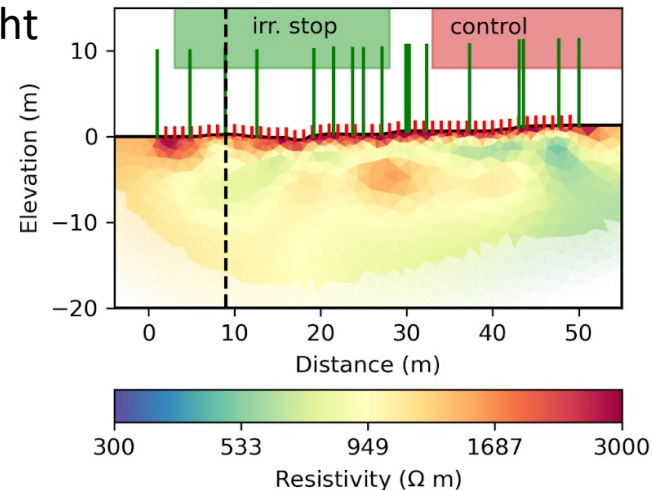 ht
irr. stop control
10
0
−10
−20
Elevation (m)
0 10 20 30 40 50
Distance (m)
300 533 949 1687 3000
Resistivity (Ω m)